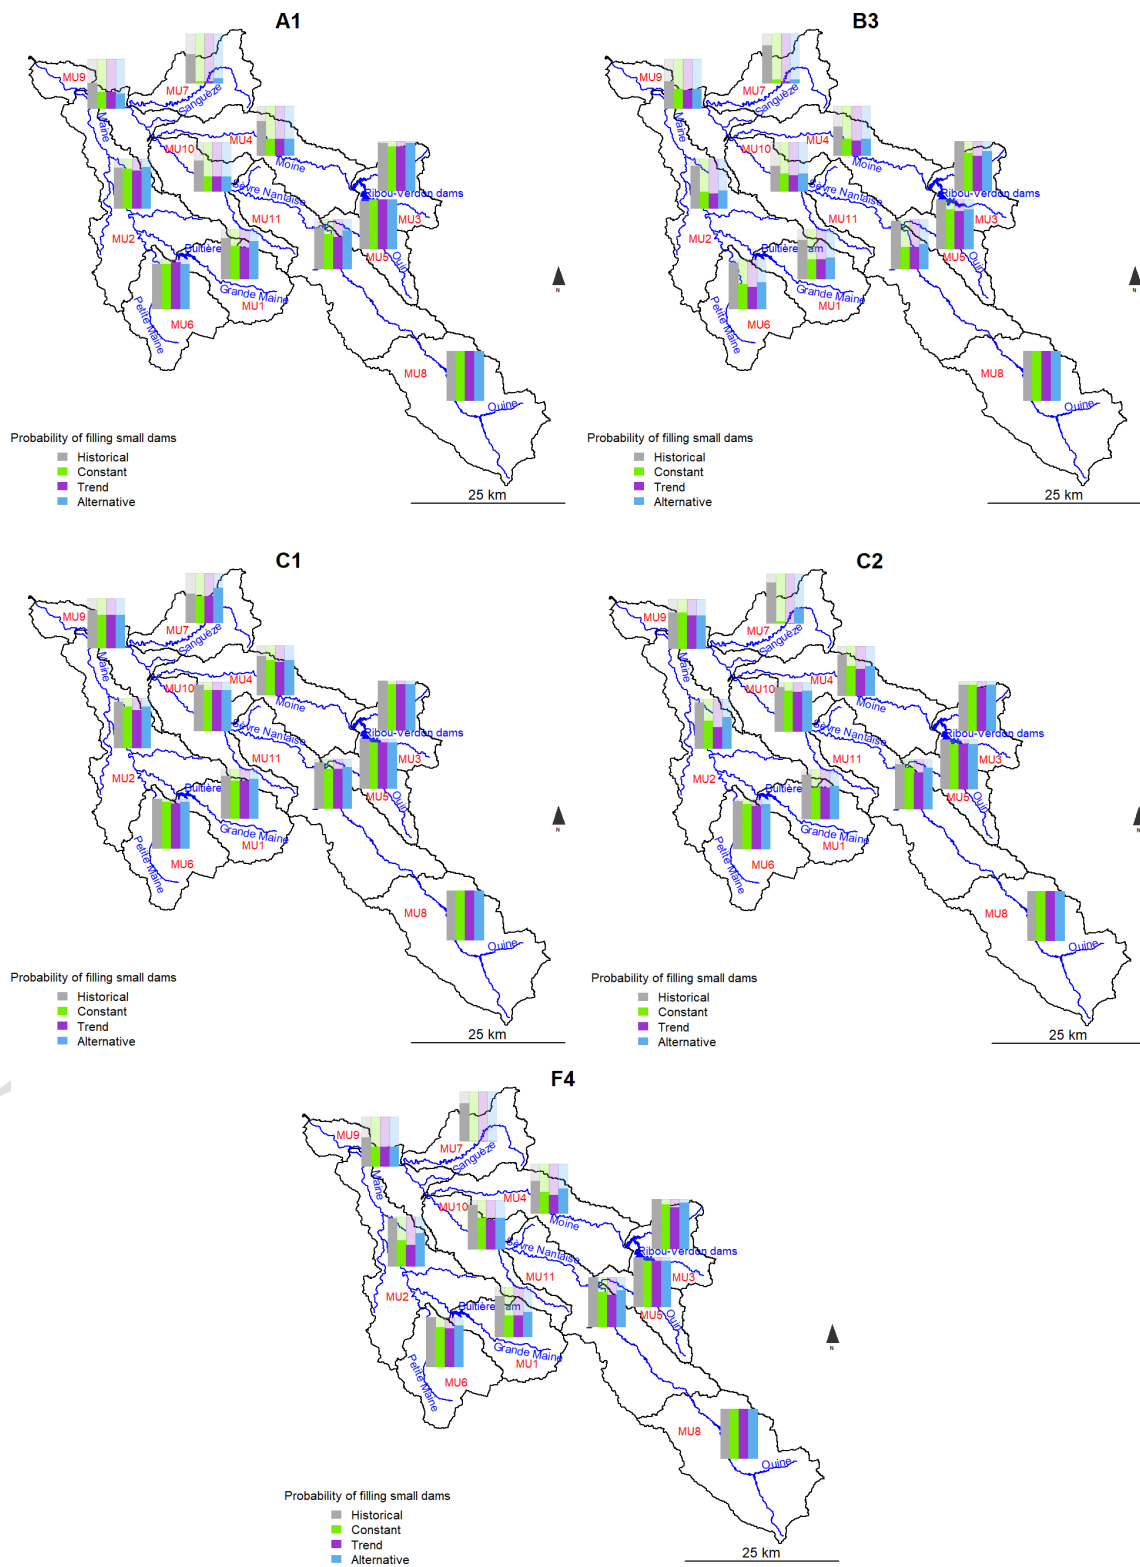 A1
MU9
MU7
Sanguèze
Maine
MU4
MU10
Moine
Sèvre Nantaise
Ribou-Verdon dams
MU11
MU3
MU2
Bultière
MU5
Ouin
Grande Maine
MU1
Petite Maine
MU6
MU8
Ouine
N
Probability of filling small dams
Historical
Constant
Trend
Alternative
25 km
B3
MU9
MU7
Sanguèze
Maine
MU4
MU10
Moine
Sèvre Nantaise
Ribou-Verdon dams
MU11
MU3
MU2
Bultière
MU5
Ouin
Grande Maine
MU1
Petite Maine
MU6
MU8
Ouine
N
Probability of filling small dams
Historical
Constant
Trend
Alternative
25 km
C1
MU9
MU7
Sanguèze
Maine
MU4
MU10
Moine
Sèvre Nantaise
Ribou-Verdon dams
MU11
MU3
MU2
Bultière
MU5
Ouin
Grande Maine
MU1
Petite Maine
MU6
MU8
Ouine
N
Probability of filling small dams
Historical
Constant
Trend
Alternative
25 km
C2
MU9
MU7
Sanguèze
Maine
MU4
MU10
Moine
Sèvre Nantaise
Ribou-Verdon dams
MU11
MU3
MU2
Bultière
MU5
Ouin
Grande Maine
MU1
Petite Maine
MU6
MU8
Ouine
N
Probability of filling small dams
Historical
Constant
Trend
Alternative
25 km
F4
MU9
MU7
Sanguèze
Maine
MU4
MU10
Moine
Sèvre Nantaise
Ribou-Verdon dams
MU11
MU3
MU2
Bultière
MU5
Ouin
Grande Maine
MU1
Petite Maine
MU6
MU8
Ouine
N
Probability of filling small dams
Historical
Constant
Trend
Alternative
25 km